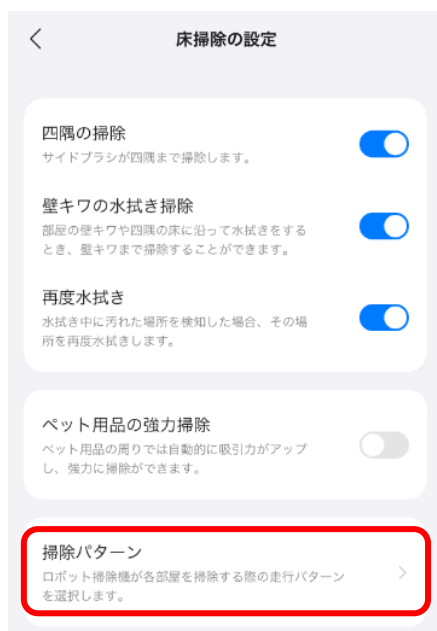 床掃除の設定
四隅の掃除
サイドブラシが四隅まで掃除します。
壁キワの水拭き掃除
部屋の壁キワや四隅の床に沿って水拭きをする
とき、壁キワまで掃除することができます。
再度水拭き
水拭き中に汚れた場所を検知した場合、その場
所を再度水拭きします。
ペット用品の強力掃除
ペット用品の周りでは自動的に吸引力がアップ
し、強力に掃除ができます。
掃除パターン
ロボット掃除機が各部屋を掃除する際の走行パターン
を選択します。